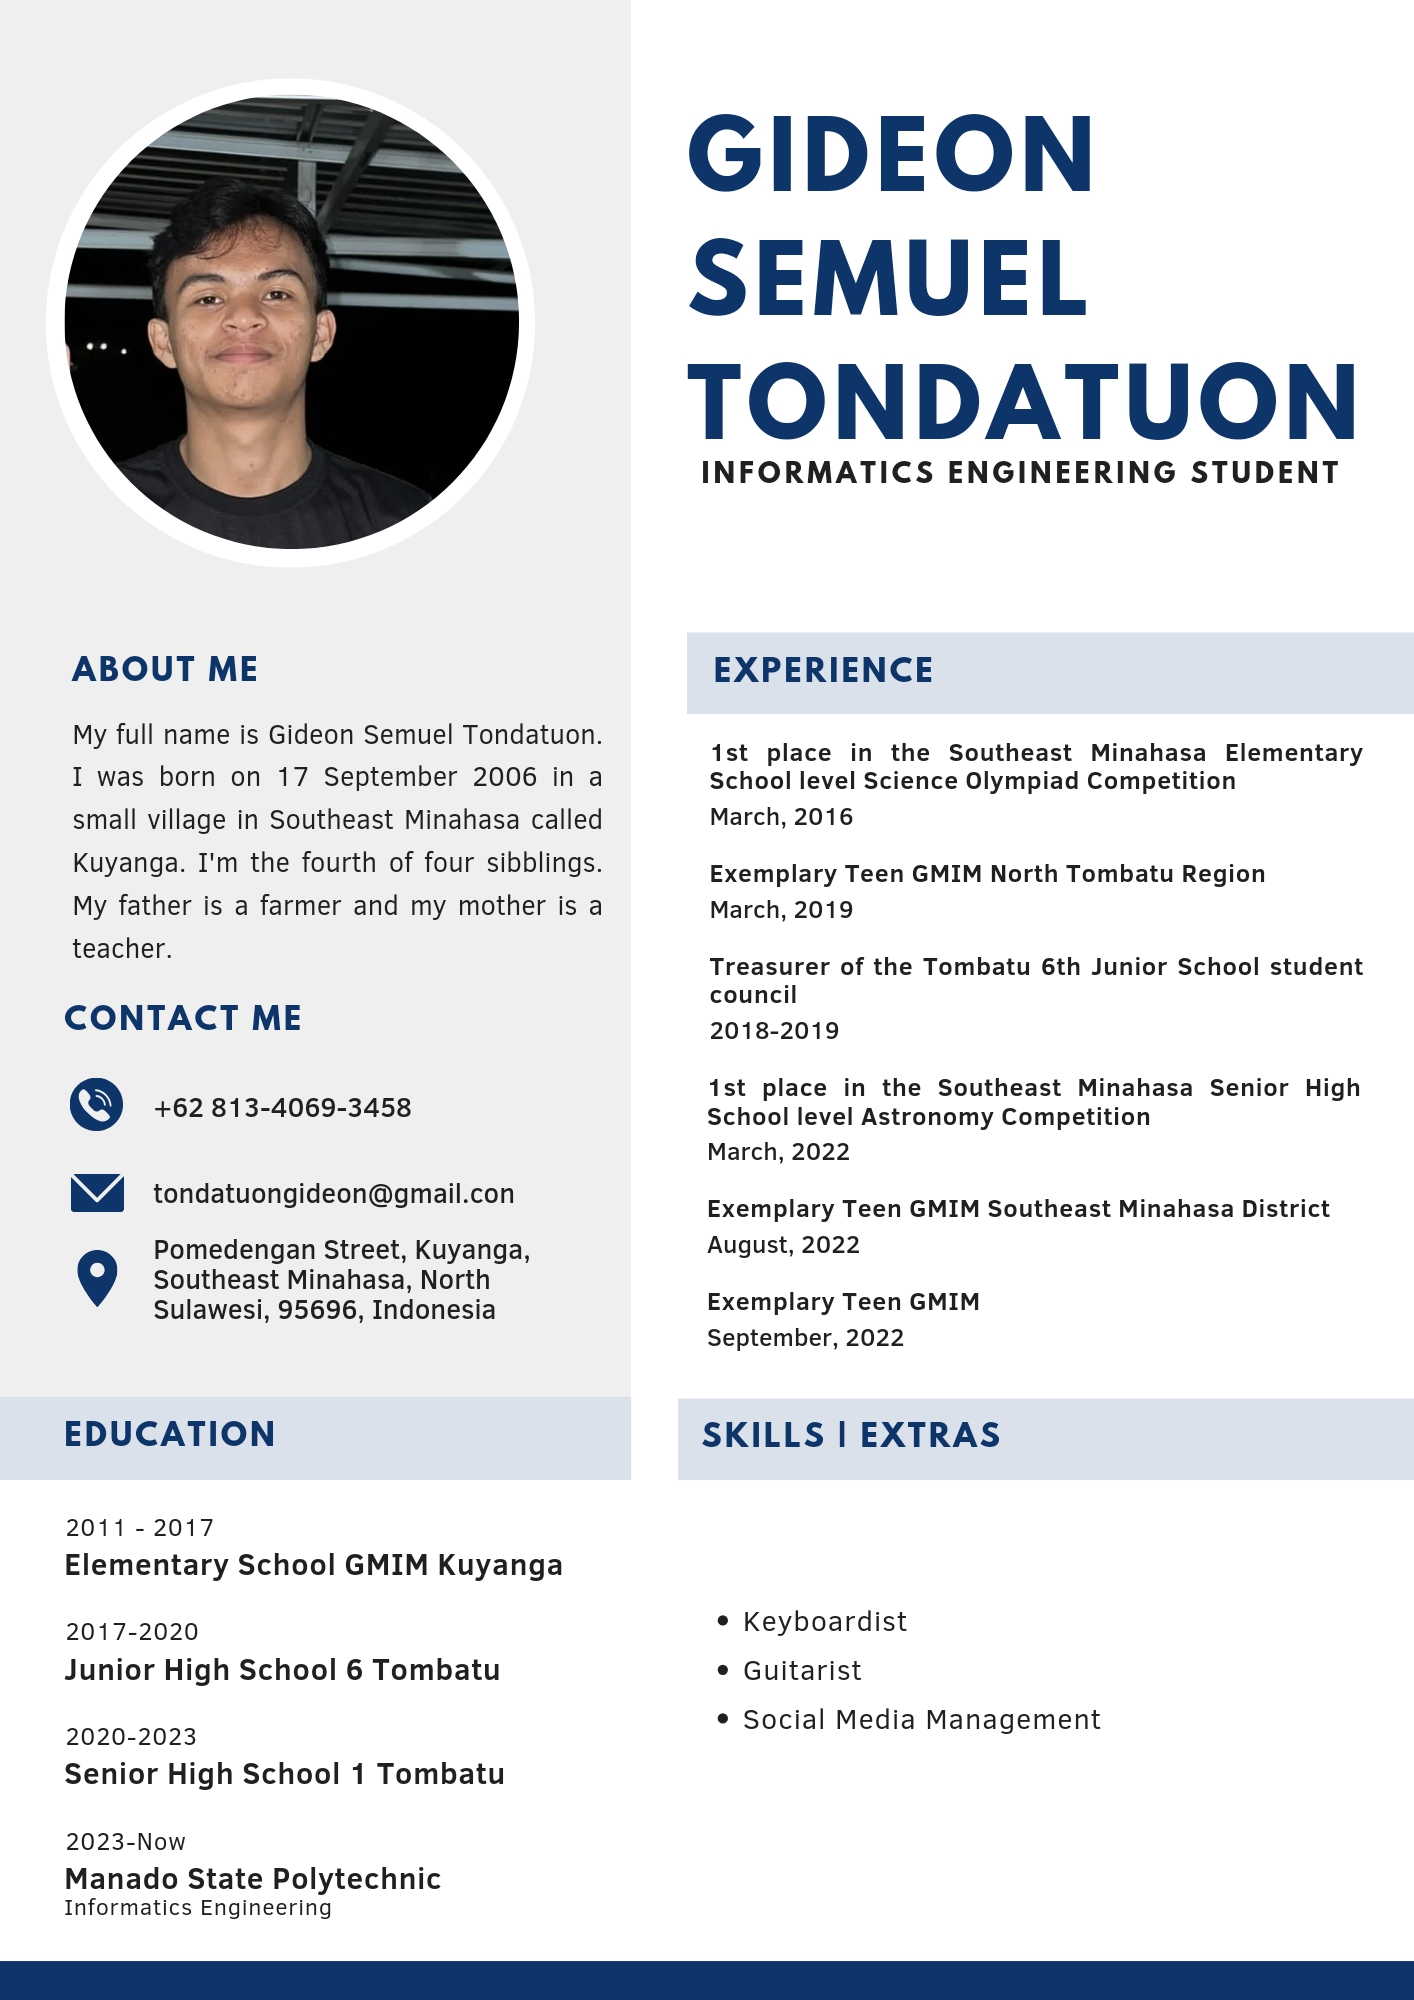 GIDEON
SEMUEL
TONDATUON
INFORMATICS ENGINEERING STUDENT
ABOUT ME
My full name is Gideon Semuel Tondatuon.
I was born on 17 September 2006 in a
small village in Southeast Minahasa called
Kuyanga. I'm the fourth of four sibblings.
My father is a farmer and my mother is a
teacher.
CONTACT ME
+62 813-4069-3458
tondatuongideon@gmail.con
Pomedengan Street, Kuyanga,
Southeast Minahasa, North
Sulawesi, 95696, Indonesia
EDUCATION
2011 - 2017
Elementary School GMIM Kuyanga
2017-2020
Junior High School 6 Tombatu
2020-2023
Senior High School 1 Tombatu
2023-Now
Manado State Polytechnic
Informatics Engineering
EXPERIENCE
1st place in the Southeast Minahasa Elementary
School level Science Olympiad Competition
March, 2016
Exemplary Teen GMIM North Tombatu Region
March, 2019
Treasurer of the Tombatu 6th Junior School student
council
2018-2019
1st place in the Southeast Minahasa Senior High
School level Astronomy Competition
March, 2022
Exemplary Teen GMIM Southeast Minahasa District
August, 2022
Exemplary Teen GMIM
September, 2022
SKILLS | EXTRAS
• Keyboardist
• Guitarist
• Social Media Management